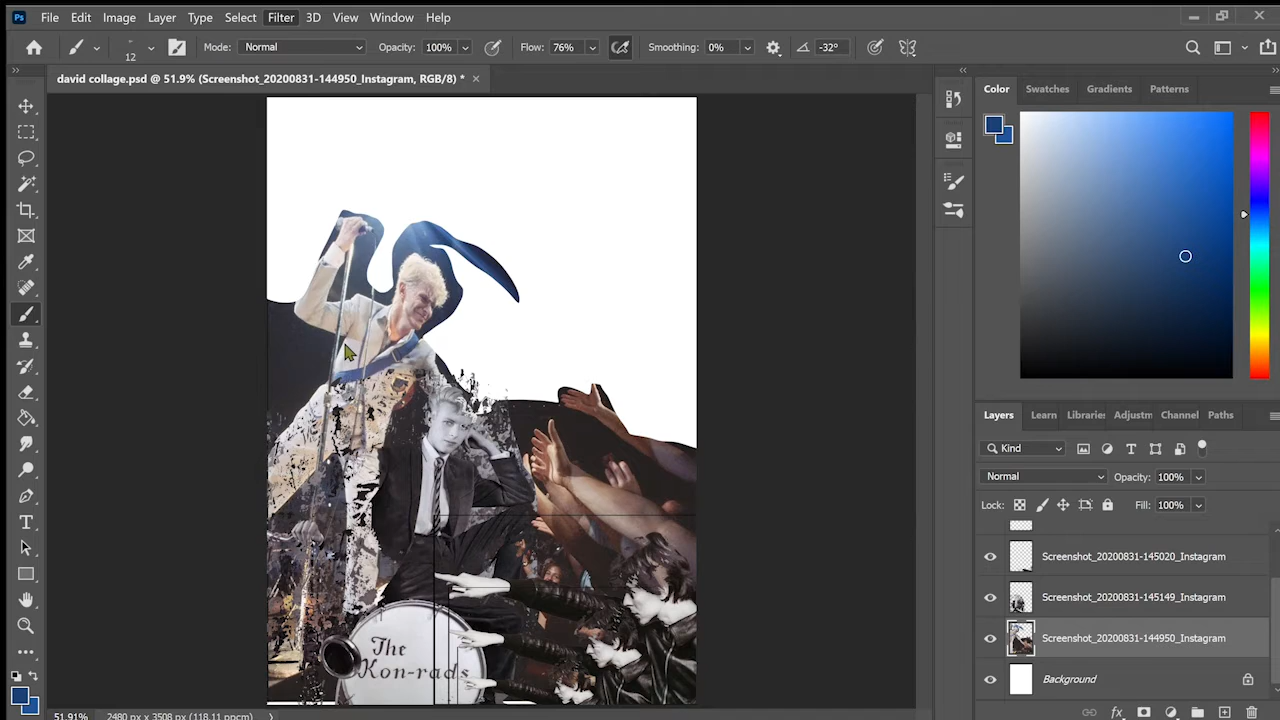 Ps File Edit Image Layer Type Select Filter 3D View Window Help
12 Mode: Normal Opacity: 100% Flow: 76% Smoothing: 0% -32°
david collage.psd @ 51.9% (Screenshot_20200831-144950_Instagram, RGB/8) *
Color Swatches Gradients Patterns
The
Kon-rads
Layers Learn Libraries Adjustm Channel Paths
Kind
Normal Opacity: 100%
Lock: Fill: 100%
Screenshot_20200831-145020_Instagram
Screenshot_20200831-145149_Instagram
Screenshot_20200831-144950_Instagram
Background
51.91% 2480 px x 3508 px (118.11 ppcm)